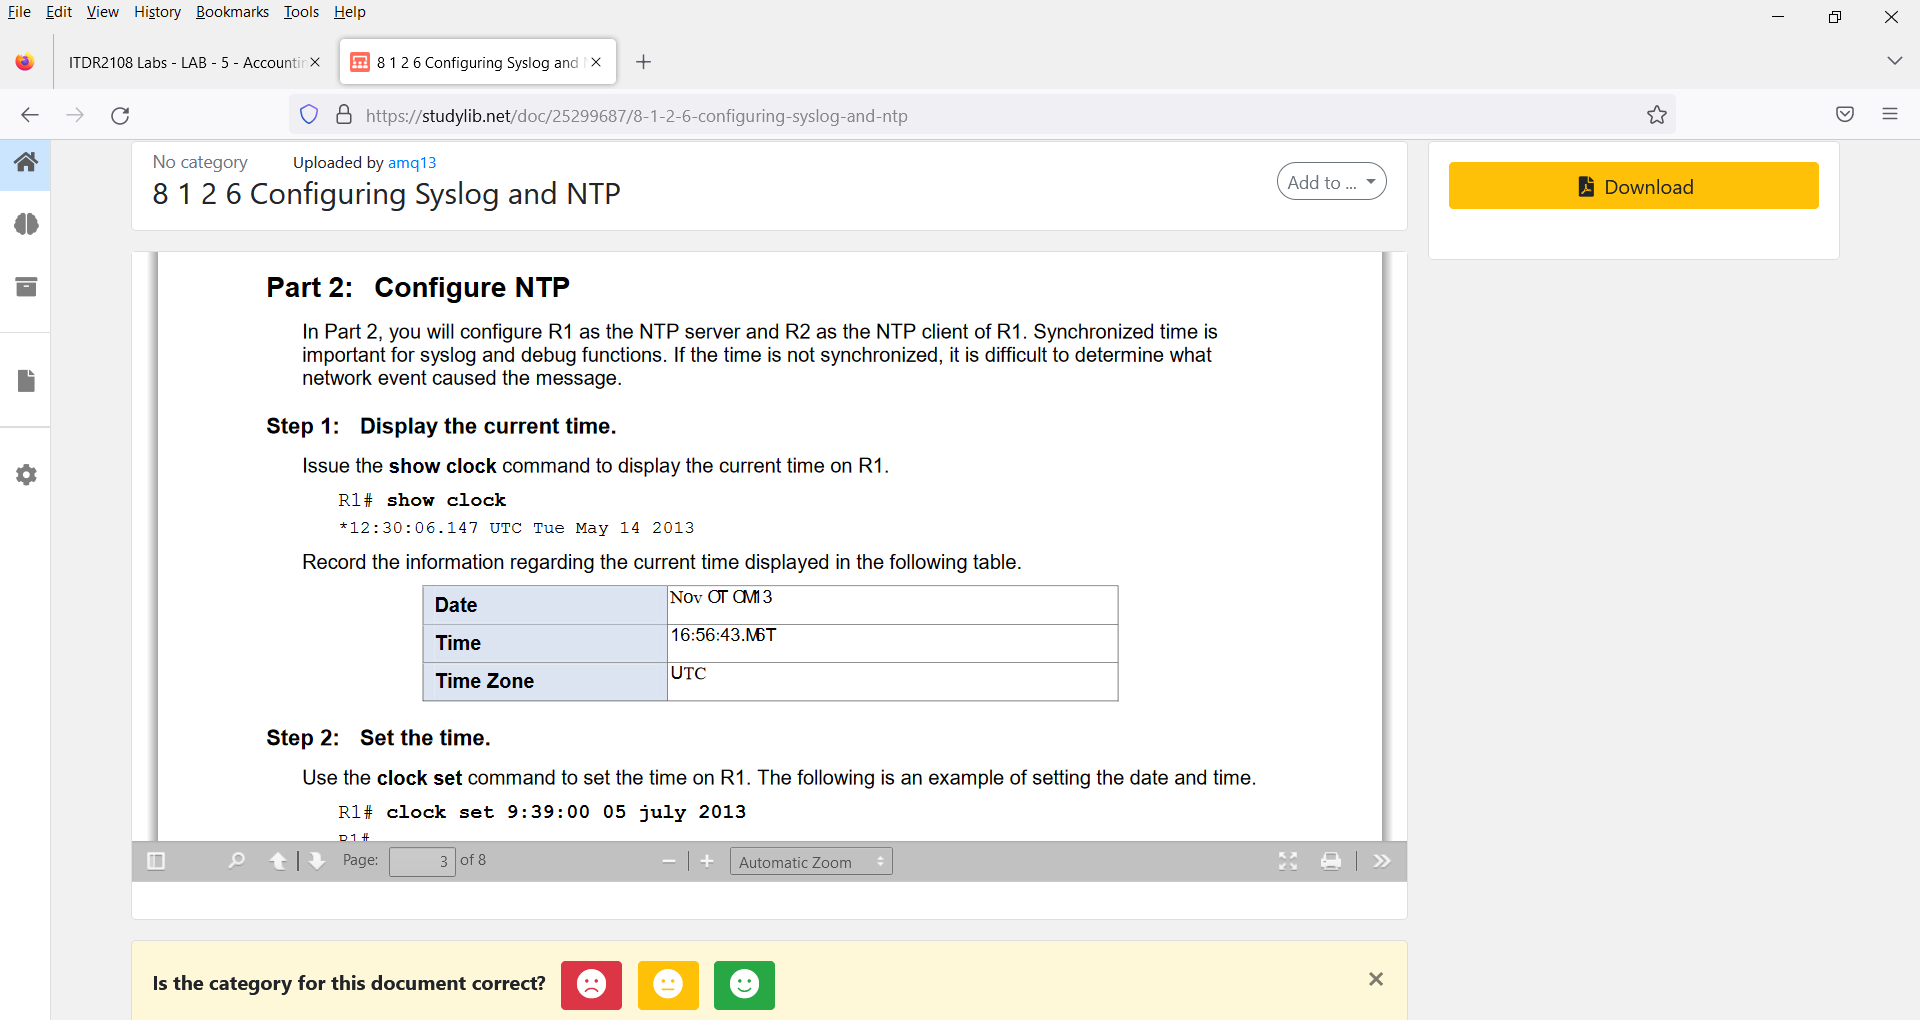 File Edit View History Bookmarks Tools Help
ITDR2108 Labs - LAB - 5 - Accountin
8 1 2 6 Configuring Syslog and
https://studylib.net/doc/25299687/8-1-2-6-configuring-syslog-and-ntp
No category Uploaded by amq13
8 1 2 6 Configuring Syslog and NTP
Add to ...
Download
Part 2: Configure NTP
In Part 2, you will configure R1 as the NTP server and R2 as the NTP client of R1. Synchronized time is
important for syslog and debug functions. If the time is not synchronized, it is difficult to determine what
network event caused the message.
Step 1: Display the current time.
Issue the show clock command to display the current time on R1.
R1# show clock
*12:30:06.147 UTC Tue May 14 2013
Record the information regarding the current time displayed in the following table.
Date Nov
Time 16:56:43.
Time Zone UTC
Step 2: Set the time.
Use the clock set command to set the time on R1. The following is an example of setting the date and time.
R1# clock set 9:39:00 05 july 2013
R1#
Page: 3 of 8
Automatic Zoom
Is the category for this document correct?